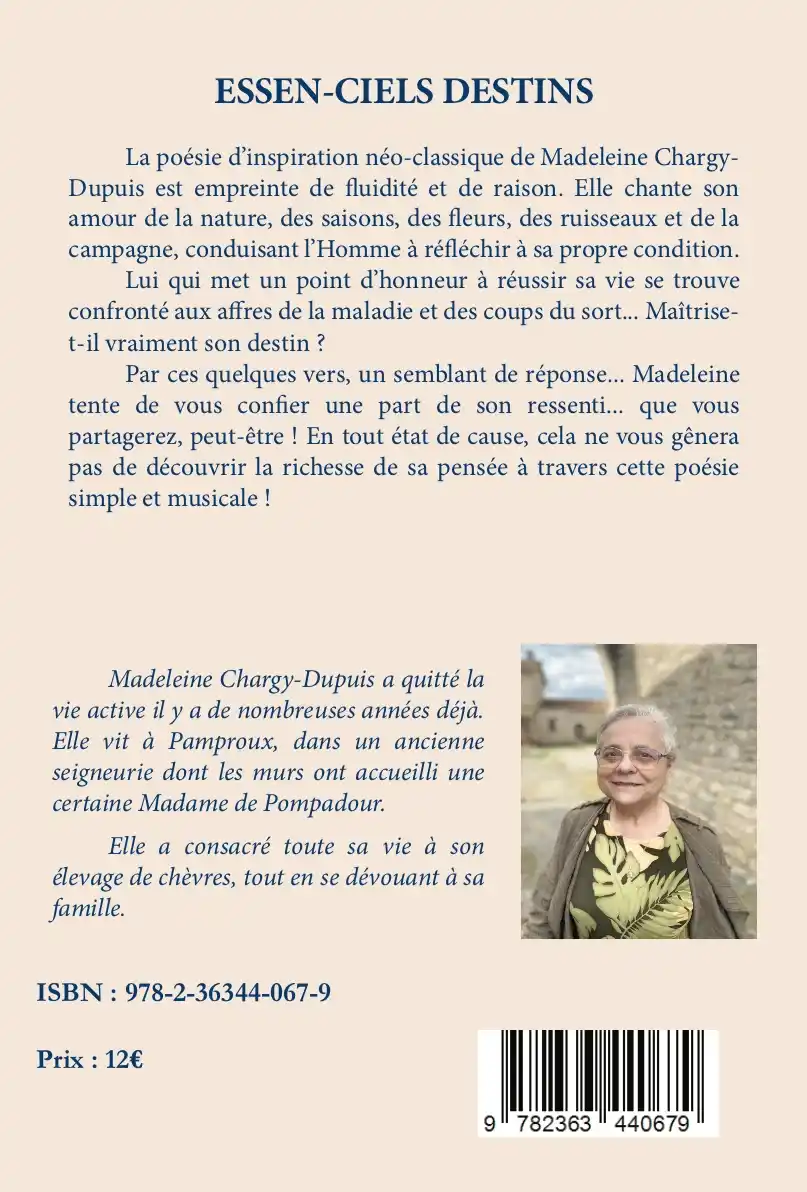 ESSEN-CIELS DESTINS
La poésie d'inspiration néo-classique de Madeleine Chargy-
Dupuis est empreinte de fluidité et de raison. Elle chante son
amour de la nature, des saisons, des fleurs, des ruisseaux et de la
campagne, conduisant l'Homme à réfléchir à sa propre condition.
Lui qui met un point d'honneur à réussir sa vie se trouve
confronté aux affres de la maladie et des coups du sort... Maîtrise-
t-il vraiment son destin ?
Par ces quelques vers, un semblant de réponse... Madeleine
tente de vous confier une part de son ressenti... que vous
partagerez, peut-être ! En tout état de cause, cela ne vous gênera
pas de découvrir la richesse de sa pensée à travers cette poésie
simple et musicale !
Madeleine Chargy-Dupuis a quitté la
vie active il y a de nombreuses années déjà.
Elle vit à Pamproux, dans un ancienne
seigneurie dont les murs ont accueilli une
certaine Madame de Pompadour.
Elle a consacré toute sa vie à son
élevage de chèvres, tout en se dévouant à sa
famille.
ISBN : 978-2-36344-067-9
Prix : 12€
9 782363 440679